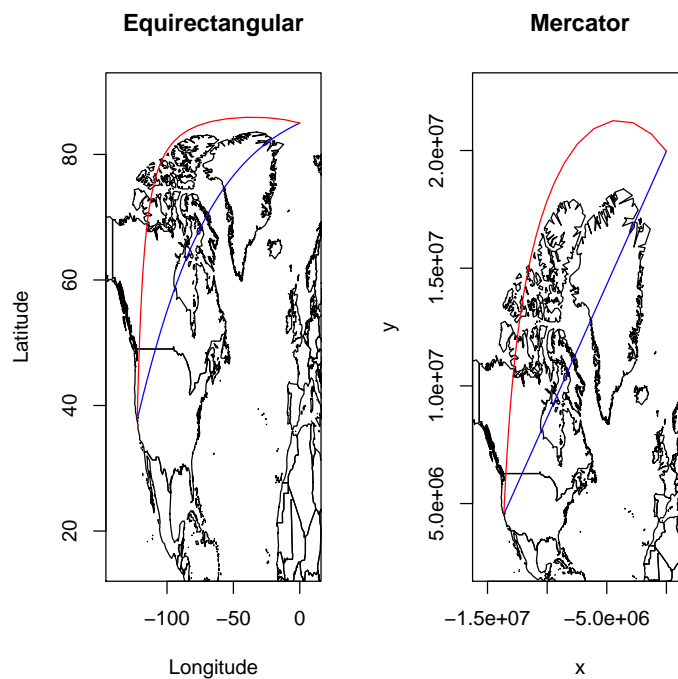 Equirectangular
Mercator
Latitude
80
60
40
20
−100
−50
0
Longitude
y
2.0e+07
1.5e+07
1.0e+07
5.0e+06
−1.5e+07
−5.0e+06
x